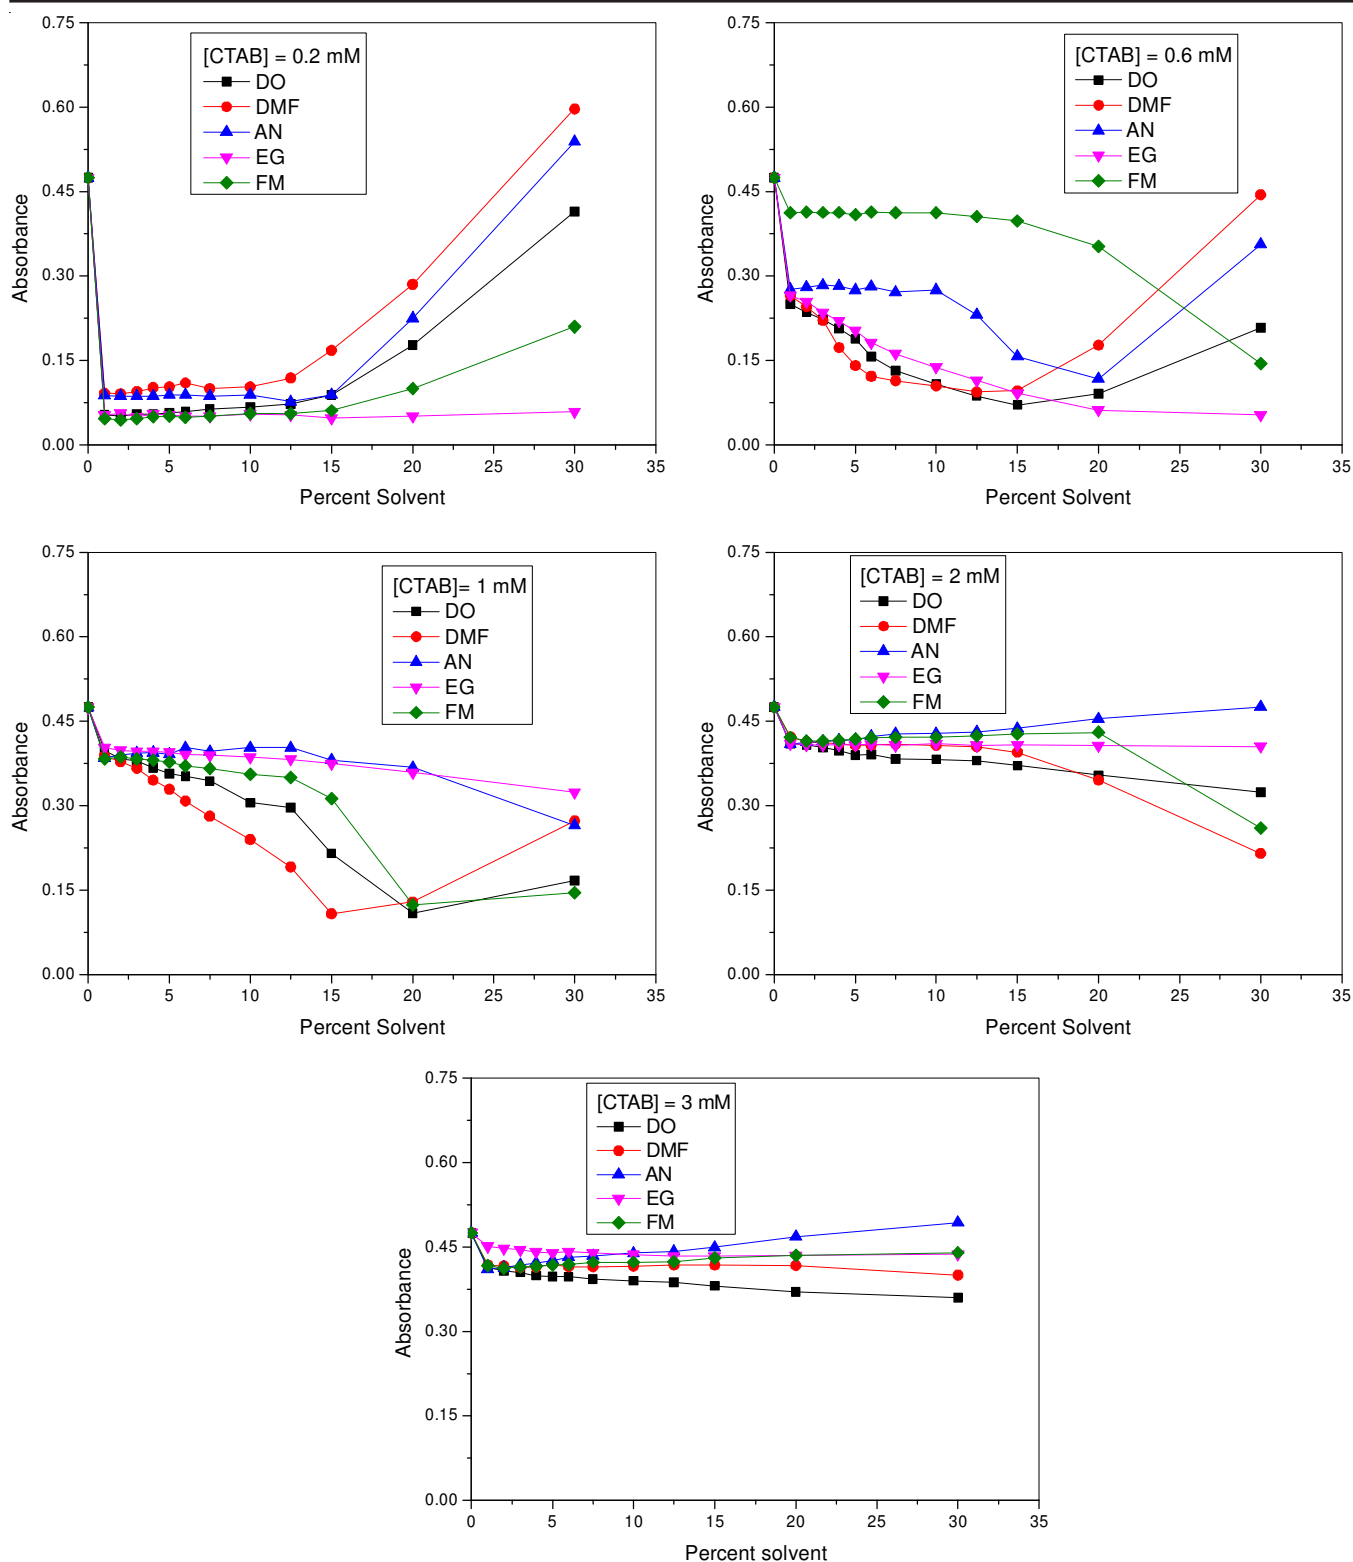 0.75
0.60
0.45
0.30
0.15
0.00
Absorbance
[CTAB] = 0.2 mM
DO
DMF
AN
EG
FM
0 5 10 15 20 25 30 35
Percent Solvent
0.75
0.60
0.45
0.30
0.15
0.00
Absorbance
[CTAB] = 0.6 mM
DO
DMF
AN
EG
FM
0 5 10 15 20 25 30 35
Percent Solvent
0.75
0.60
0.45
0.30
0.15
0.00
Absorbance
[CTAB]= 1 mM
DO
DMF
AN
EG
FM
0 5 10 15 20 25 30 35
Percent Solvent
0.75
0.60
0.45
0.30
0.15
0.00
Absorbance
[CTAB] = 2 mM
DO
DMF
AN
EG
FM
0 5 10 15 20 25 30 35
Percent Solvent
0.75
0.60
0.45
0.30
0.15
0.00
Absorbance
[CTAB] = 3 mM
DO
DMF
AN
EG
FM
0 5 10 15 20 25 30 35
Percent solvent